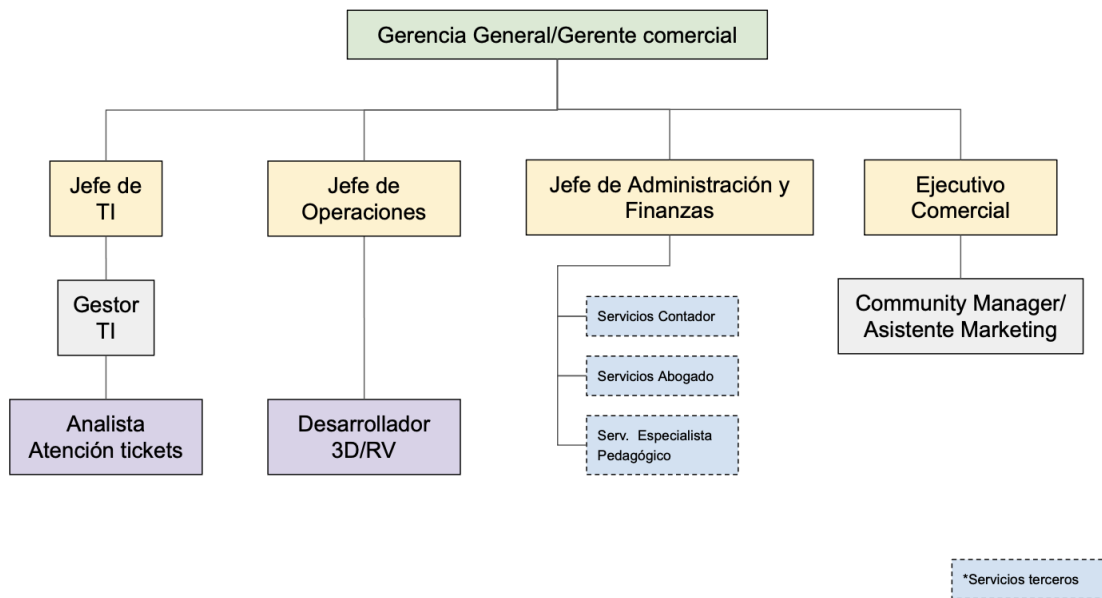 Gerencia General/Gerente comercial
Jefe de
TI
Jefe de
Operaciones
Jefe de Administración y
Finanzas
Ejecutivo
Comercial
Gestor
TI
Community Manager/
Asistente Marketing
Servicios Contador
Servicios Abogado
Analista
Atención tickets
Desarrollador
3D/RV
Serv. Especialista
Pedagógico
*Servicios terceros